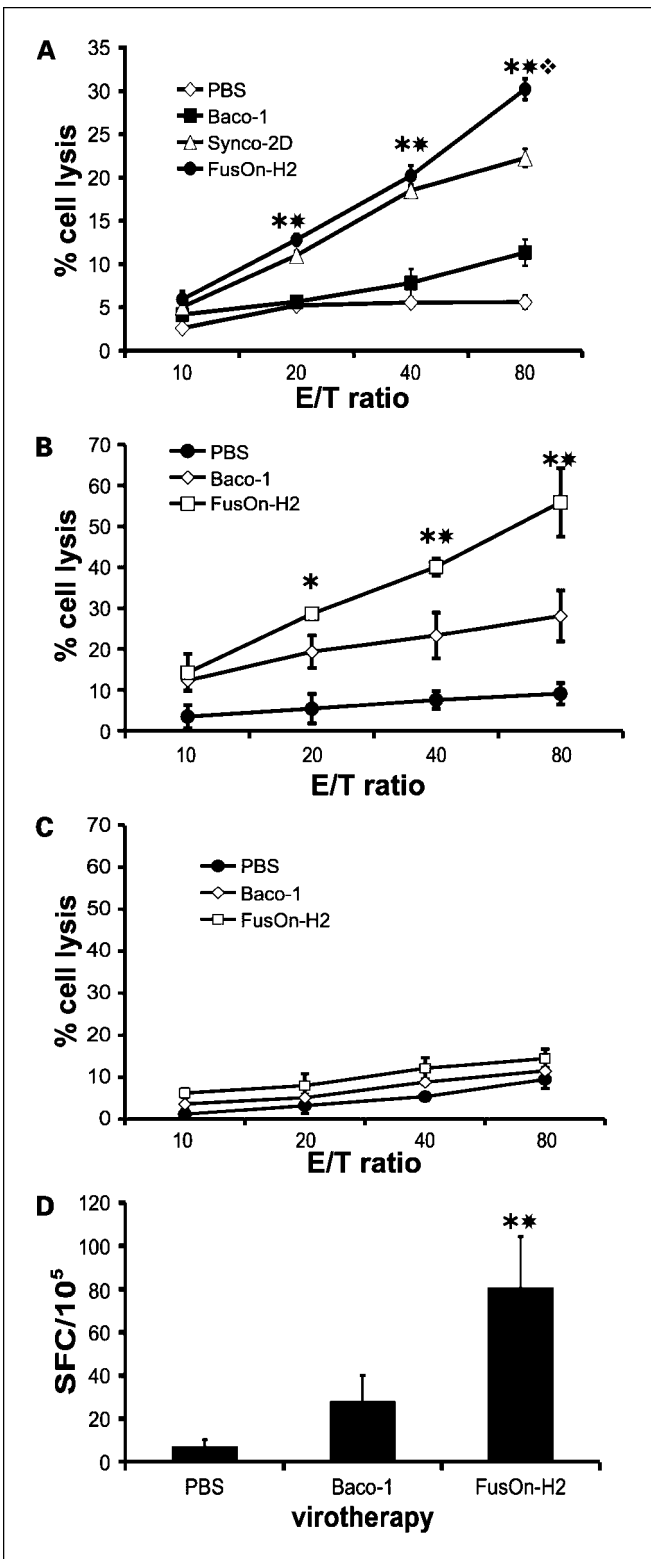 A
35
30
25
20
15
10
5
0
% cell lysis
PBS
Baco-1
Synco-2D
FusOn-H2
**
**
**❖
10 20 40 80
E/T ratio
B
70
60
50
40
30
20
10
0
% cell lysis
PBS
Baco-1
FusOn-H2
*
**
**
10 20 40 80
E/T ratio
C
70
60
50
40
30
20
10
0
% cell lysis
PBS
Baco-1
FusOn-H2
10 20 40 80
E/T ratio
D
120
100
80
60
40
20
0
SFC/10⁵
**
PBS Baco-1 FusOn-H2
virotherapy